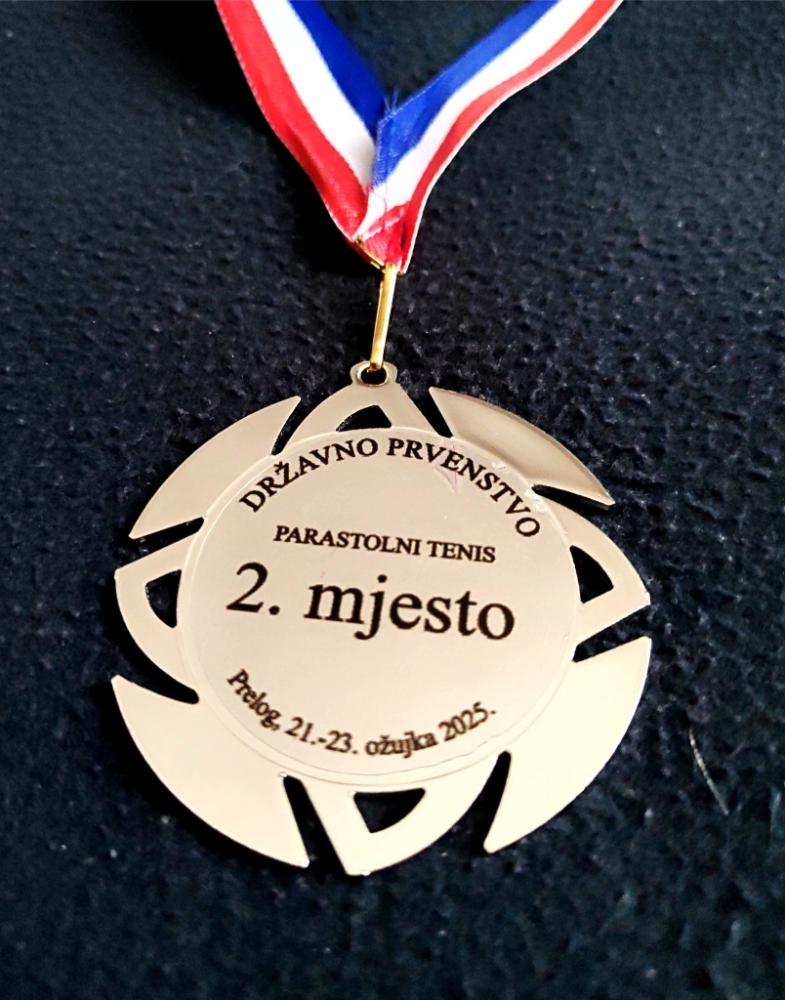 DRŽAVNO PRVENSTVO
PARASTOLNI TENIS
2. mjesto
Prelog, 21.-23. ožujka 2025.